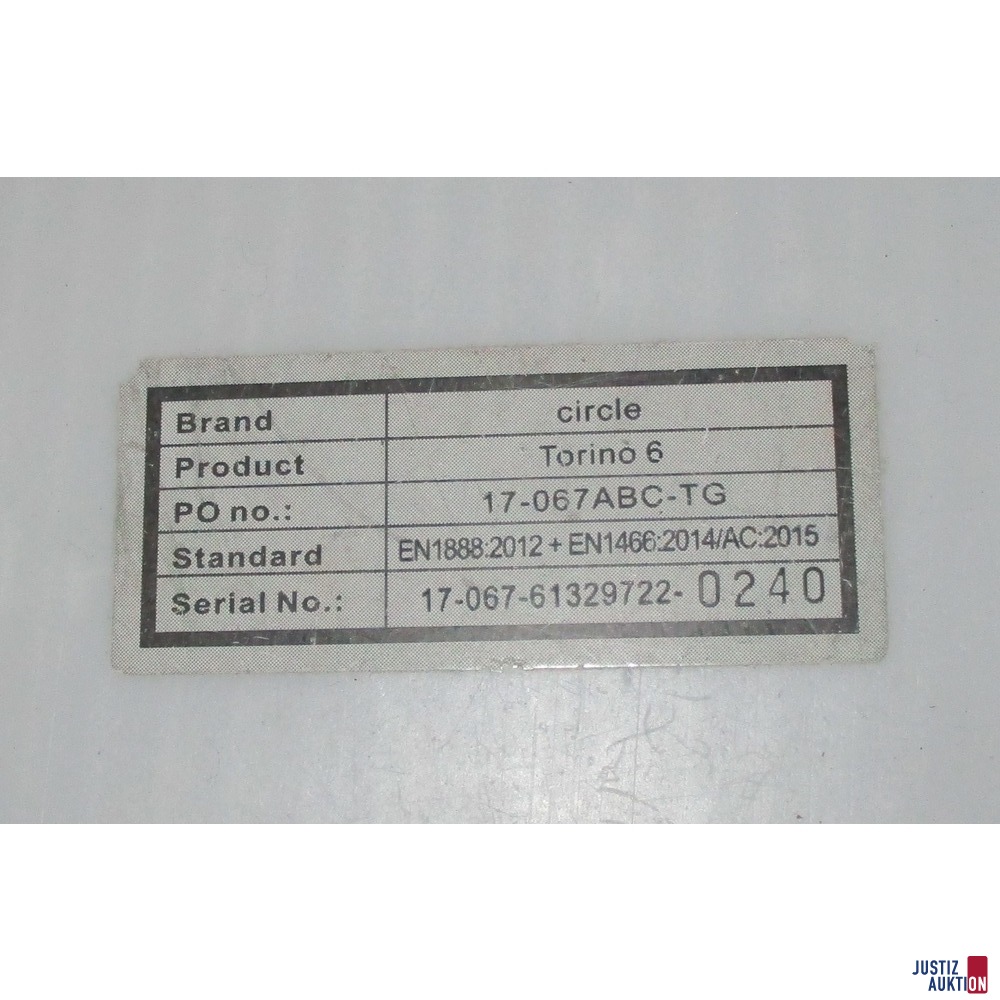 Brand circle
Product Torino 6
PO no.: 17-067ABC-TG
Standard EN1888:2012 + EN1466:2014/AC:2015
Serial No.: 17-067-61329722-0240
JUSTIZ
AUKTION